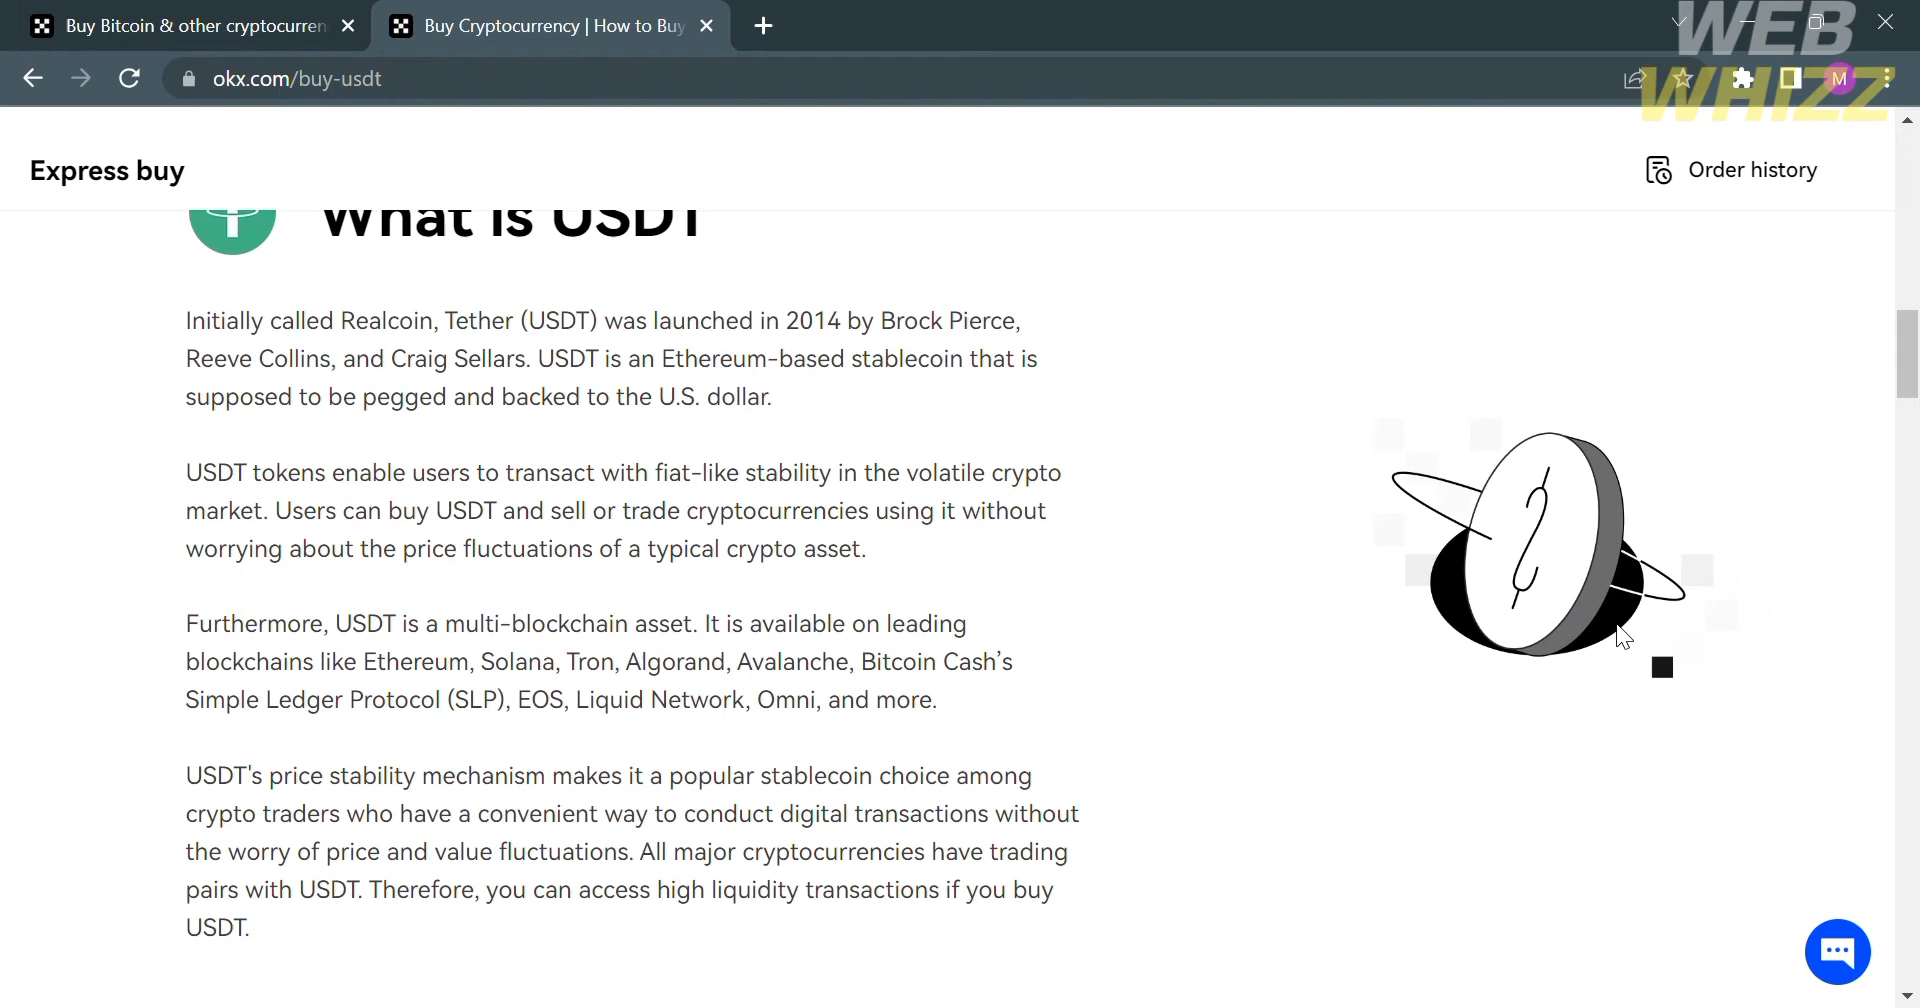 Buy Bitcoin & other cryptocurren
Buy Cryptocurrency | How to Buy
WEB
WHIZZ
okx.com/buy-usdt
M
Express buy
Order history
What is USDT
Initially called Realcoin, Tether (USDT) was launched in 2014 by Brock Pierce,
Reeve Collins, and Craig Sellars. USDT is an Ethereum-based stablecoin that is
supposed to be pegged and backed to the U.S. dollar.
USDT tokens enable users to transact with fiat-like stability in the volatile crypto
market. Users can buy USDT and sell or trade cryptocurrencies using it without
worrying about the price fluctuations of a typical crypto asset.
Furthermore, USDT is a multi-blockchain asset. It is available on leading
blockchains like Ethereum, Solana, Tron, Algorand, Avalanche, Bitcoin Cash’s
Simple Ledger Protocol (SLP), EOS, Liquid Network, Omni, and more.
USDT's price stability mechanism makes it a popular stablecoin choice among
crypto traders who have a convenient way to conduct digital transactions without
the worry of price and value fluctuations. All major cryptocurrencies have trading
pairs with USDT. Therefore, you can access high liquidity transactions if you buy
USDT.